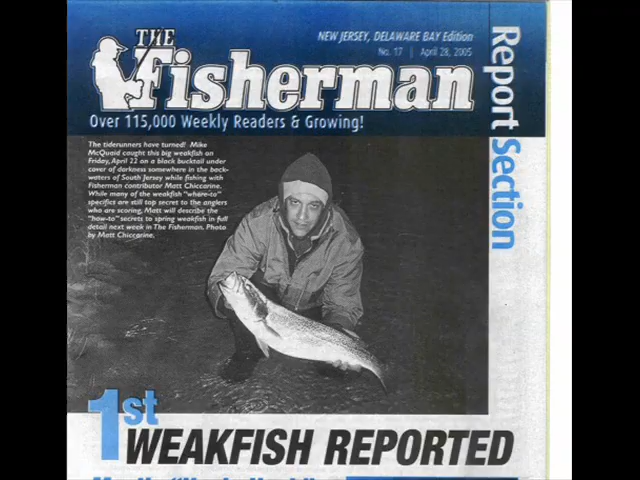 THE
Fisherman
NEW JERSEY, DELAWARE BAY Edition
No. 17 | April 28, 2005
Over 115,000 Weekly Readers & Growing!
Report Section
The tiderunners have turned! Mike
McQuaid caught this big weakfish on
Friday, April 22 on a black bucktail under
cover of darkness somewhere in the back-
waters of South Jersey while fishing with
Fisherman contributor Matt Chiccarine.
While many of the weakfish "where-to"
specifics are still top secret to the anglers
who are scoring, Matt will describe the
"how-to" secrets to spring weakfish in full
detail next week in The Fisherman. Photo
by Matt Chiccarine.
1st
WEAKFISH REPORTED